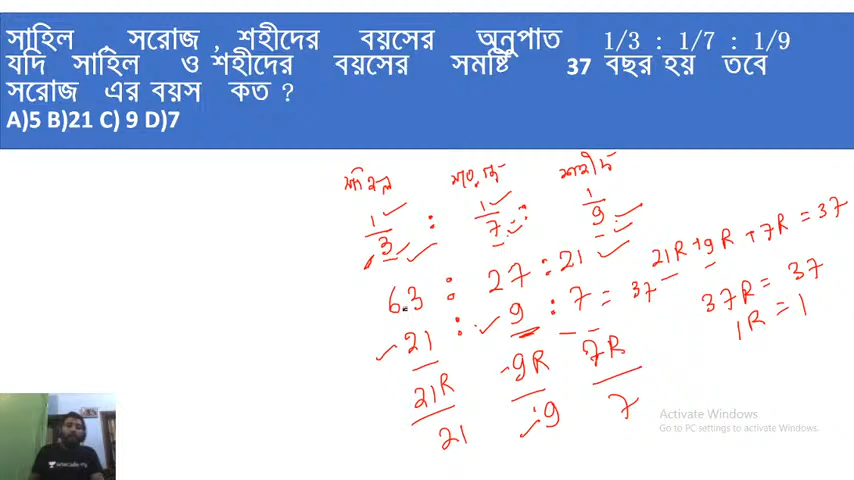 সাহিল , সরোজ , শহীদের বয়সের অনুপাত 1/3 : 1/7 : 1/9
যদি সাহিল ও শহীদের বয়সের সমষ্টি 37 বছর হয় তবে
সরোজ এর বয়স কত ?
A)5 B)21 C) 9 D)7
সাহিল সরোজ শহীদ
1/3 : 1/7 : 1/9
63 : 27 : 21
21R + 9R + 7R = 37
21 : 9 : 7 = 37
37R = 37
1R = 1
21R 9R 7R
21 : 9 7
Activate Windows
Go to PC settings to activate Windows.
unacademy